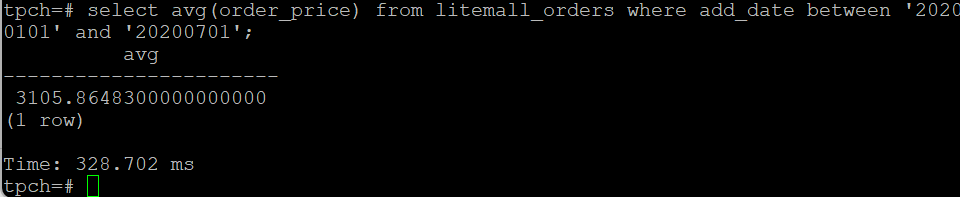 tpch=# select avg(order_price) from litemall_orders where add_date between '2020
0101' and '20200701';
avg
-----------------------
3105.8648300000000000
(1 row)
Time: 328.702 ms
tpch=#